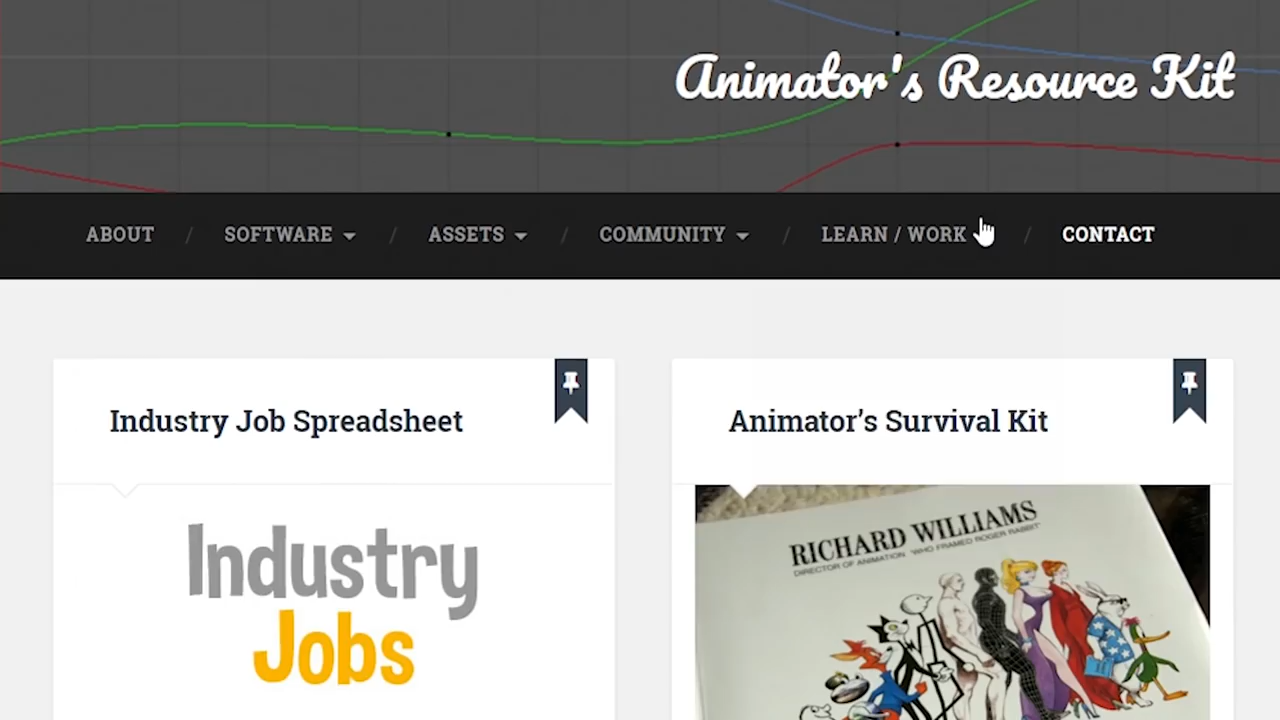 Animator's Resource Kit
ABOUT / SOFTWARE / ASSETS / COMMUNITY / LEARN / WORK / CONTACT
Industry Job Spreadsheet
Animator’s Survival Kit
Industry
Jobs
RICHARD WILLIAMS
DIRECTOR OF ANIMATION 'WHO FRAMED ROGER RABBIT'